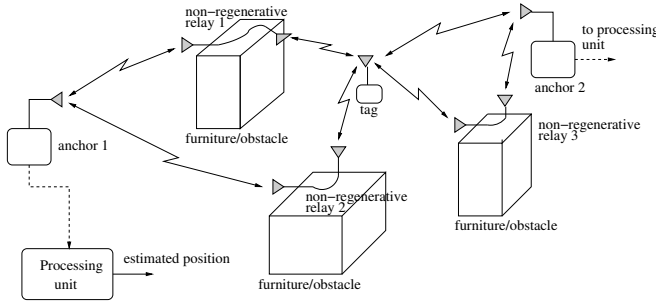 non-regenerative
relay 1
to processing
unit
anchor 2
tag
anchor 1
furniture/obstacle
non-regenerative
relay 3
non-regenerative
relay 2
furniture/obstacle
Processing
unit
estimated position
furniture/obstacle